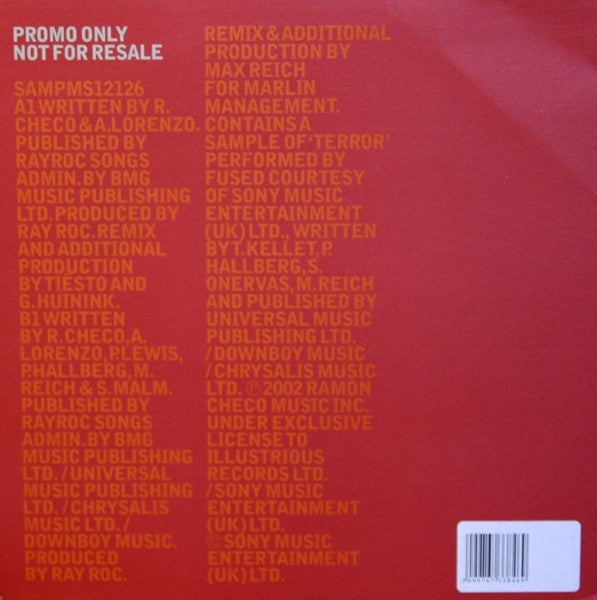 PROMO ONLY
NOT FOR RESALE
SAMPMS12126
A1 WRITTEN BY R.
CHECO & A.LORENZO.
PUBLISHED BY
RAYROC SONGS
ADMIN. BY BMG
MUSIC PUBLISHING
LTD. PRODUCED BY
RAY ROC. REMIX
AND ADDITIONAL
PRODUCTION
BY TIËSTO AND
G.HUININK.
B1 WRITTEN
BY R.CHECO, A.
LORENZO, P.LEWIS,
P.HALLBERG, M.
REICH & S. MALM.
PUBLISHED BY
RAYROC SONGS
ADMIN. BY BMG
MUSIC PUBLISHING
LTD. / UNIVERSAL
MUSIC PUBLISHING
LTD. / CHRYSALIS
MUSIC LTD. /
DOWNBOY MUSIC.
PRODUCED
BY RAY ROC.
REMIX & ADDITIONAL
PRODUCTION BY
MAX REICH
FOR MARLIN
MANAGEMENT.
CONTAINS A
SAMPLE OF 'TERROR'
PERFORMED BY
FUSED COURTESY
OF SONY MUSIC
ENTERTAINMENT
(UK) LTD., WRITTEN
BY T. KELLET, P.
HALLBERG, S.
ONERVAS, M.REICH
AND PUBLISHED BY
UNIVERSAL MUSIC
PUBLISHING LTD.
/ DOWNBOY MUSIC
/ CHRYSALIS MUSIC
LTD. ℗ 2002 RAMON
CHECO MUSIC INC.
UNDER EXCLUSIVE
LICENSE TO
ILLUSTRIOUS
RECORDS LTD.
/ SONY MUSIC
ENTERTAINMENT
(UK) LTD.
© SONY MUSIC
ENTERTAINMENT
(UK) LTD.